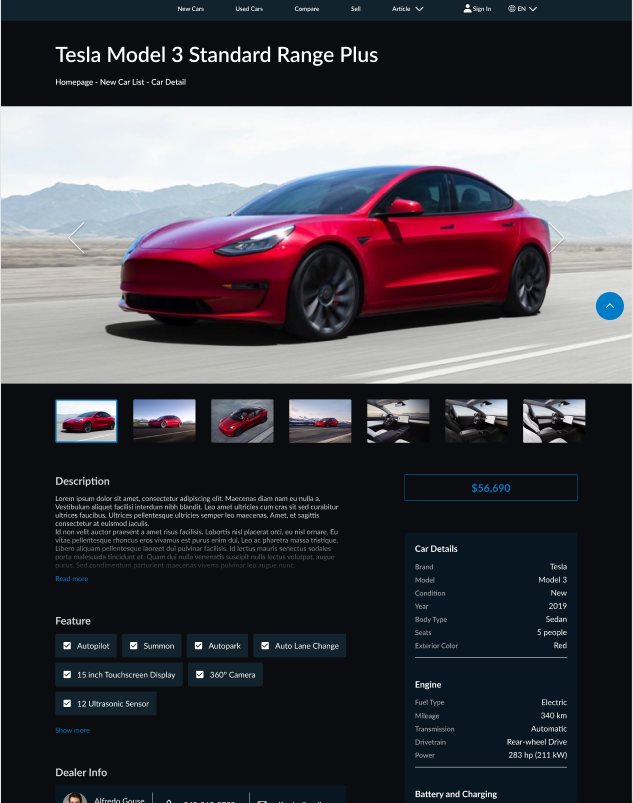 New Cars
Used Cars
Compare
Sell
Article
Sign In
EN
Tesla Model 3 Standard Range Plus
Homepage - New Car List - Car Detail
Description
Lorem ipsum dolor sit amet, consectetur adipiscing elit. Maecenas diam nam eu nulla a.
Vestibulum aliquet facilisi interdum nibh blandit. Leo amet ultricies cum cras sit sed curabitur
ultrices faucibus. Ultrices pellentesque ultricies semper leo maecenas. Amet, et sagittis
consectetur at euismod iaculis.
Id non velit auctor praesent a amet risus facilisis. Lobortis nisl placerat orci, eu nisl ornare. Eu
vitae pellentesque rhoncus eros vivamus est purus enim dui. Leo ac pharetra massa tristique.
Libero aliquam pellentesque laoreet dui pulvinar facilisis. Id lectus mauris senectus sodales
porta malesuada tincidunt et. Quam dui nulla venenatis suscipit nulla lectus volutpat, augue
purus. Sed condimentum parturient maecenas viverra pulvinar leo augue nunc.
Read more
Feature
Autopilot
Summon
Autopark
Auto Lane Change
15 inch Touchscreen Display
360° Camera
12 Ultrasonic Sensor
Show more
Dealer Info
Alfredo Gouse
$56,690
Car Details
Brand Tesla
Model Model 3
Condition New
Year 2019
Body Type Sedan
Seats 5 people
Exterior Color Red
Engine
Fuel Type Electric
Mileage 340 km
Transmission Automatic
Drivetrain Rear-wheel Drive
Power 283 hp (211 kW)
Battery and Charging